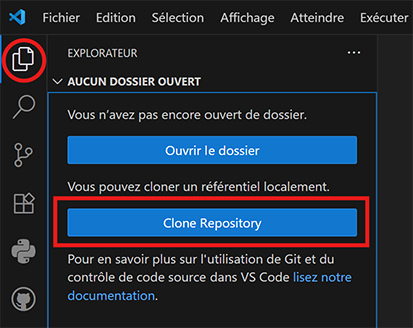 Fichier Edition Sélection Affichage Atteindre Exécuter
EXPLORATEUR ...
AUCUN DOSSIER OUVERT
Vous n'avez pas encore ouvert de dossier.
Ouvrir le dossier
Vous pouvez cloner un référentiel localement.
Clone Repository
Pour en savoir plus sur l'utilisation de Git et du
contrôle de code source dans VS Code lisez notre
documentation.